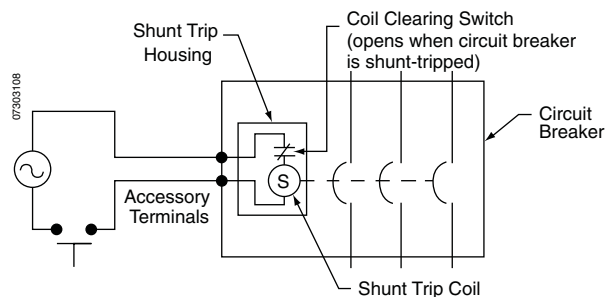 Shunt Trip
Housing
Coil Clearing Switch
(opens when circuit breaker
is shunt-tripped)
07303108
Circuit
Breaker
S
Accessory
Terminals
Shunt Trip Coil